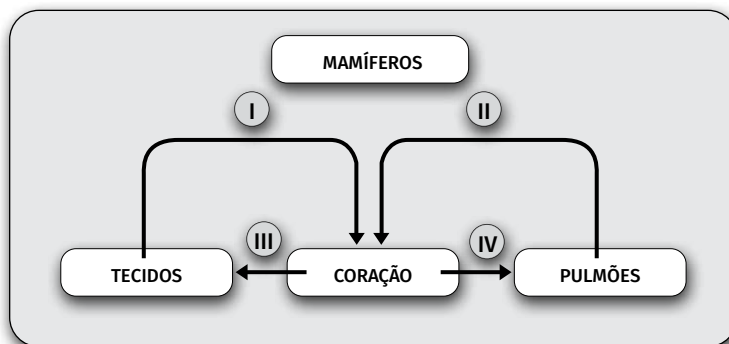 MAMÍFEROS
I
II
III
IV
TECIDOS
CORAÇÃO
PULMÕES